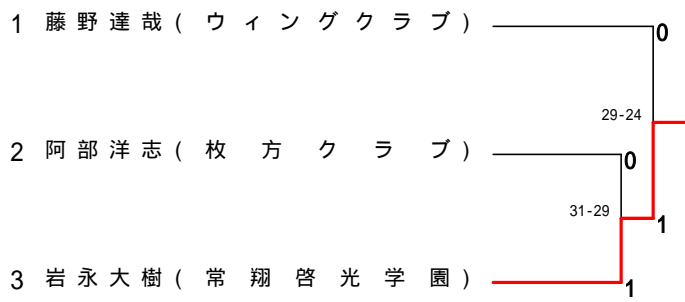 1 藤野達哉(ウィングクラブ)
0
29-24
2 阿部洋志(枚方クラブ)
0
31-29
1
3 岩永大樹(常翔啓光学園)
1